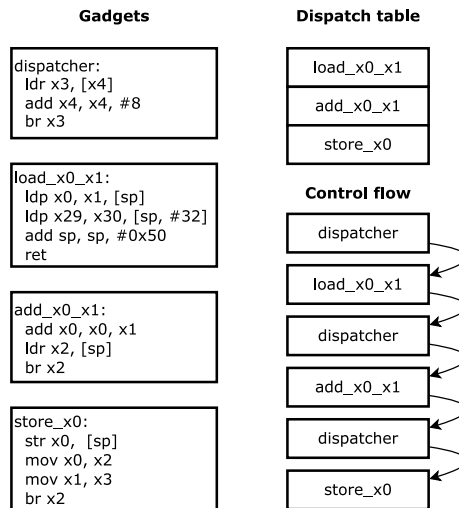 Gadgets
dispatcher:
ldr x3, [x4]
add x4, x4, #8
br x3
load_x0_x1:
ldp x0, x1, [sp]
ldp x29, x30, [sp, #32]
add sp, sp, #0x50
ret
add_x0_x1:
add x0, x0, x1
ldr x2, [sp]
br x2
store_x0:
str x0, [sp]
mov x0, x2
mov x1, x3
br x2
Dispatch table
load_x0_x1
add_x0_x1
store_x0
Control flow
dispatcher
load_x0_x1
dispatcher
add_x0_x1
dispatcher
store_x0